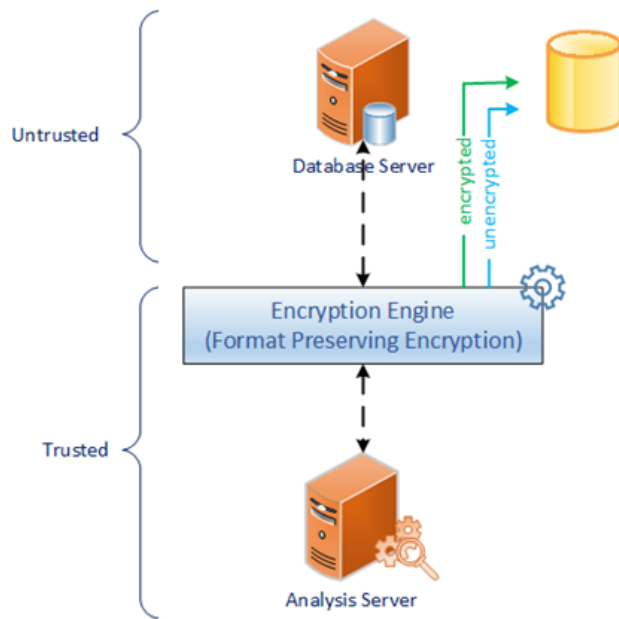 Untrusted
Database Server
encrypted
unencrypted
Encryption Engine
(Format Preserving Encryption)
Trusted
Analysis Server